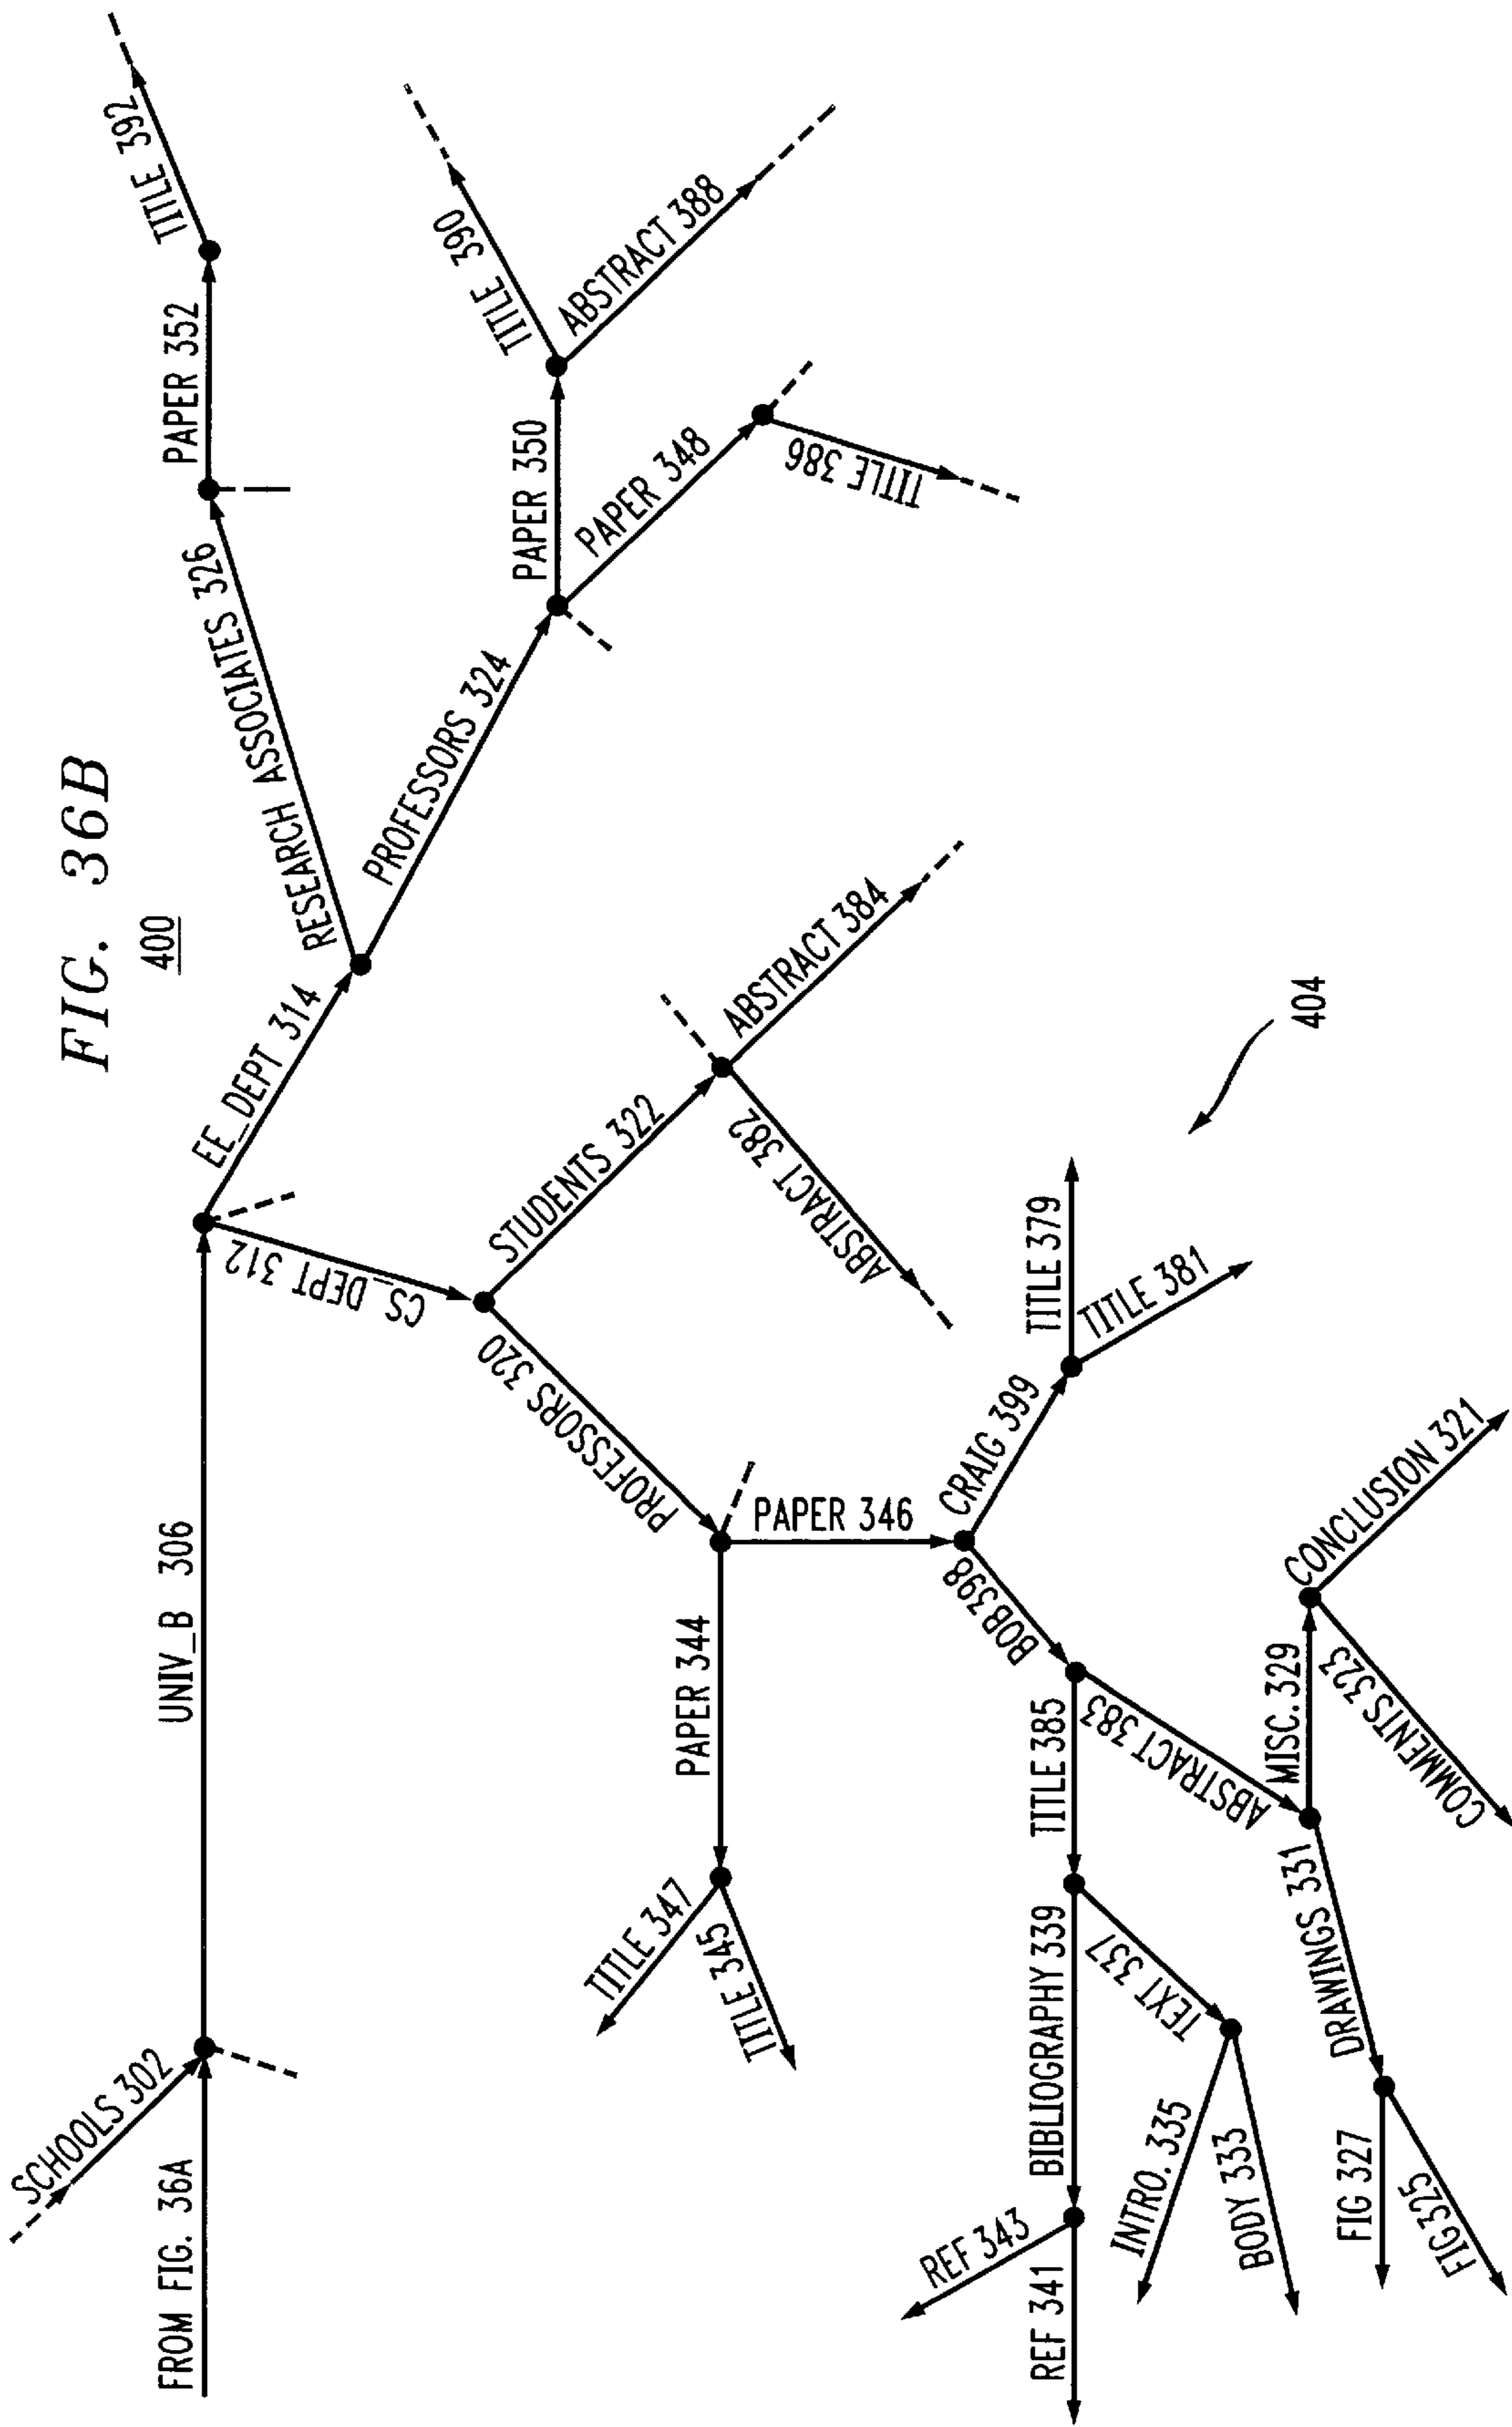 FIG. 36B
400
SCHOOLS 302
FROM FIG. 36A
UNIV_B 306
EE_DEPT 314
CS_DEPT 312
RESEARCH ASSOCIATES 326
PAPER 352
TITLE 392
PROFESSORS 324
PAPER 350
TITLE 390
ABSTRACT 388
PAPER 348
TITLE 386
STUDENTS 322
ABSTRACT 384
ABSTRACT 382
PROFESSORS 320
PAPER 344
TITLE 347
TITLE 345
PAPER 346
CRAIG 399
TITLE 379
TITLE 381
BOB 398
TITLE 385
ABSTRACT 383
BIBLIOGRAPHY 339
REF 343
REF 341
TEXT 337
INTRO. 335
BODY 333
MISC. 329
CONCLUSION 321
COMMENTS 323
DRAWINGS 331
FIG 327
FIG 325
404